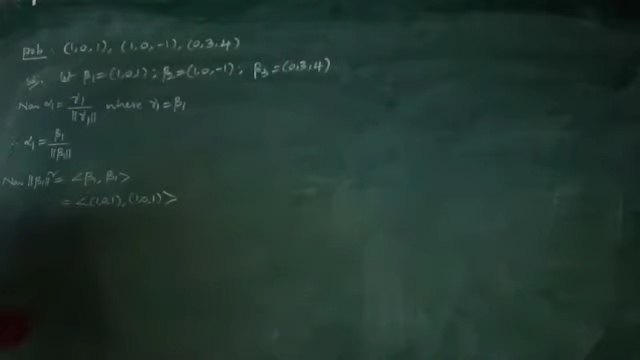 prob: (1,0,1), (1,0,-1), (0,3,4)
Sol: let β₁=(1,0,1); β₂=(1,0,-1); β₃=(0,3,4)
Now α₁ = γ₁/||γ₁|| where γ₁=β₁
∴ α₁ = β₁/||β₁||
Now ||β₁||² = <β₁, β₁>
= <(1,0,1), (1,0,1)>